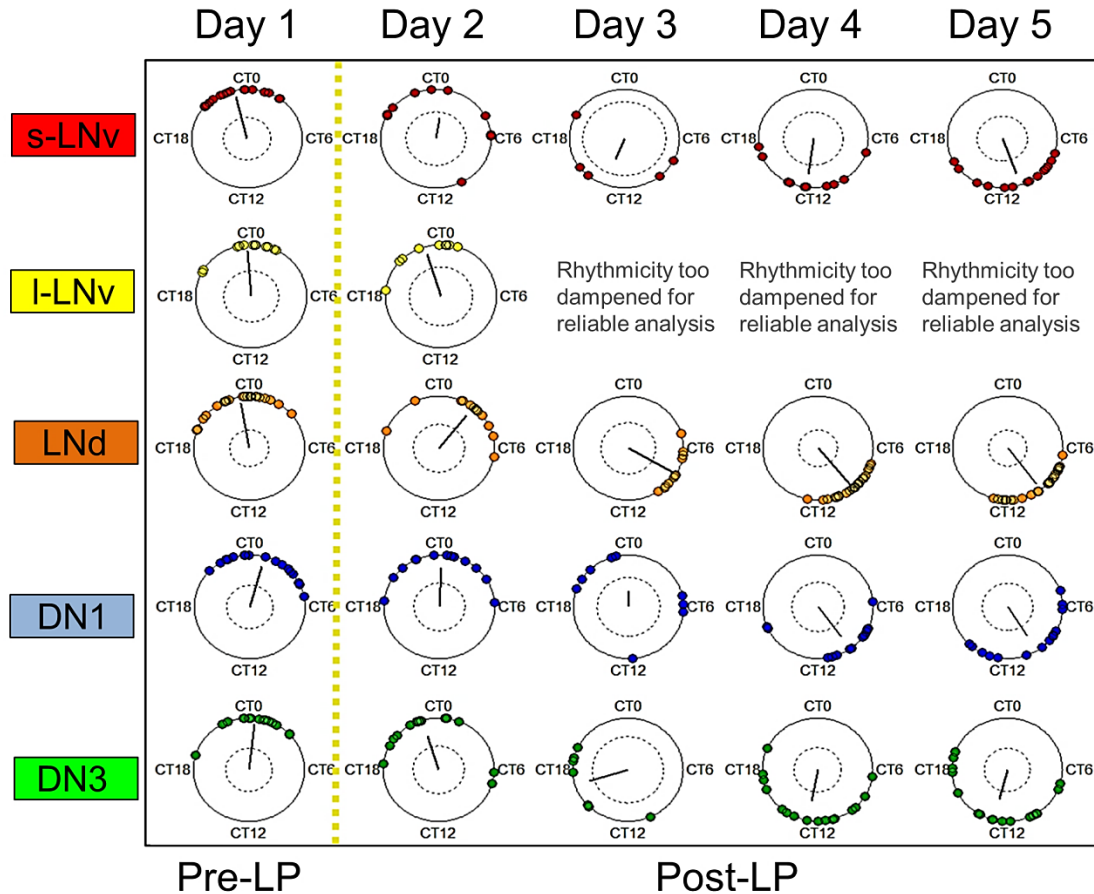 Day 1 Day 2 Day 3 Day 4 Day 5
CT0 CT0 CT0 CT0 CT0
s-LNv CT18 CT6 CT18 CT6 CT18 CT6 CT18 CT6 CT18 CT6
CT12 CT12 CT12 CT12 CT12
CT0 CT0
l-LNv CT18 CT6 CT18 CT6
CT12 CT12
Rhythmicity too
dampened for
reliable analysis
Rhythmicity too
dampened for
reliable analysis
Rhythmicity too
dampened for
reliable analysis
CT0 CT0 CT0 CT0 CT0
LNd CT18 CT6 CT18 CT6 CT18 CT6 CT18 CT6 CT18 CT6
CT12 CT12 CT12 CT12 CT12
CT0 CT0 CT0 CT0 CT0
DN1 CT18 CT6 CT18 CT6 CT18 CT6 CT18 CT6 CT18 CT6
CT12 CT12 CT12 CT12 CT12
CT0 CT0 CT0 CT0 CT0
DN3 CT18 CT6 CT18 CT6 CT18 CT6 CT18 CT6 CT18 CT6
CT12 CT12 CT12 CT12 CT12
Pre-LP Post-LP